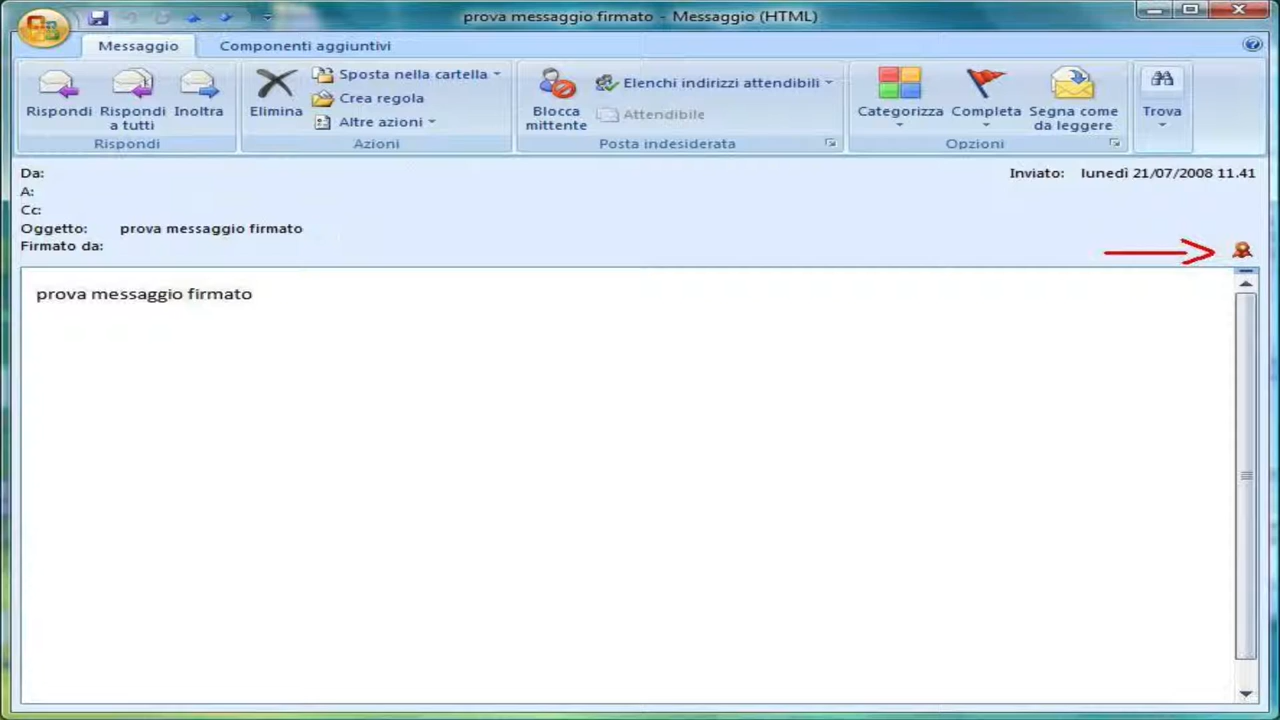 prova messaggio firmato - Messaggio (HTML)
Messaggio Componenti aggiuntivi
Rispondi Rispondi a tutti Inoltra
Rispondi
Elimina
Sposta nella cartella
Crea regola
Altre azioni
Azioni
Blocca mittente
Elenchi indirizzi attendibili
Attendibile
Posta indesiderata
Categorizza Completa Segna come da leggere
Opzioni
Trova
Da:
Inviato: lunedì 21/07/2008 11.41
A:
Cc:
Oggetto: prova messaggio firmato
Firmato da:
prova messaggio firmato